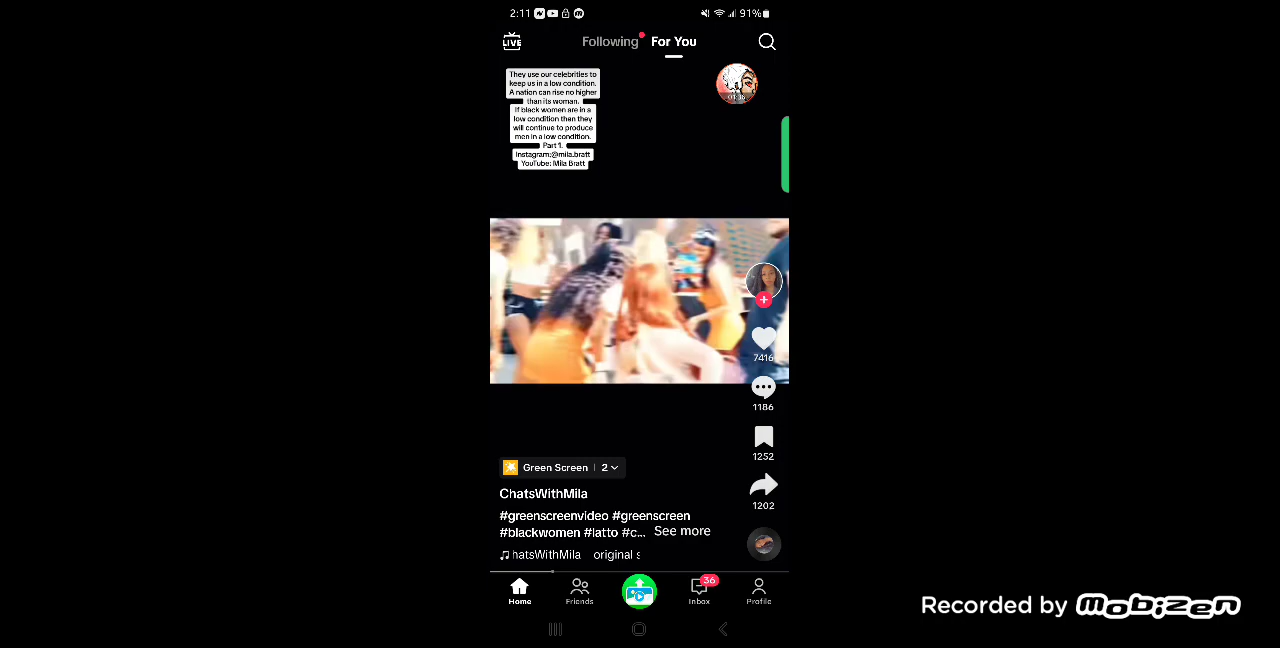 2:11
91%
LIVE
Following
For You
They use our celebrities to
keep us in a low condition.
A nation can rise no higher
than its woman.
If black women are in a
low condition then they
will continue to produce
men in a low condition.
Part 1.
Instagram:@mila.bratt
YouTube: Mila Bratt
01:36
7416
1186
1252
1202
Green Screen | 2
ChatsWithMila
#greenscreenvideo #greenscreen
#blackwomen #latto #c... See more
hatsWithMila original s
Home
Friends
36
Inbox
Profile
Recorded by mobizen